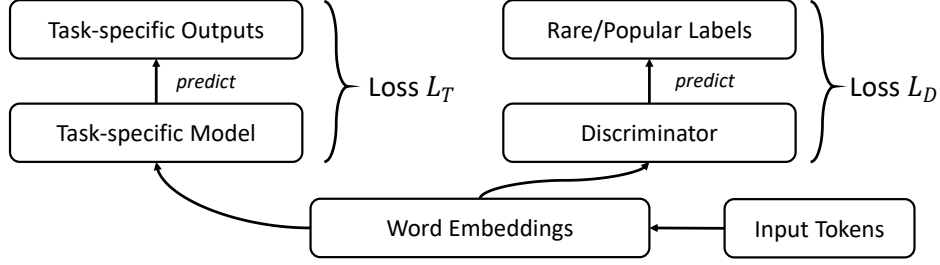 Task-specific Outputs
Rare/Popular Labels
predict
Loss L_T
predict
Loss L_D
Task-specific Model
Discriminator
Word Embeddings
Input Tokens